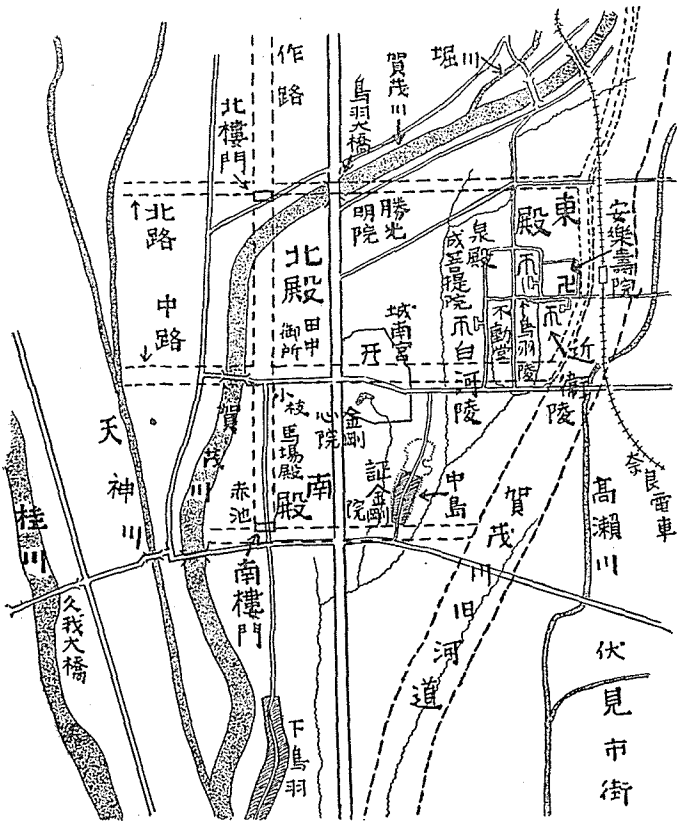 作路
北樓門
鳥羽大橋
賀茂川
堀川
北路
中路
勝光
明院
泉殿
成菩提院
東殿
安樂壽院
北殿
田中
御所
城南宮
白河陵
不動堂
鳥羽陵
近衛陵
小枝
馬場殿
金剛
心院
証金剛
院
南殿
中島
赤池
天神川
賀茂川
桂川
久我大橋
南樓門
賀茂川旧河道
高瀬川
奈良電車
伏見市街
下鳥羽